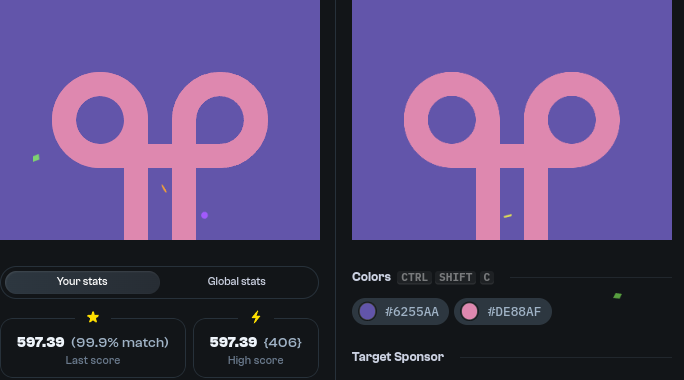 Colors CTRL SHIFT C
Your stats Global stats
#6255AA #DE88AF
597.39 (99.9% match) 597.39 {406}
Last score High score
Target Sponsor